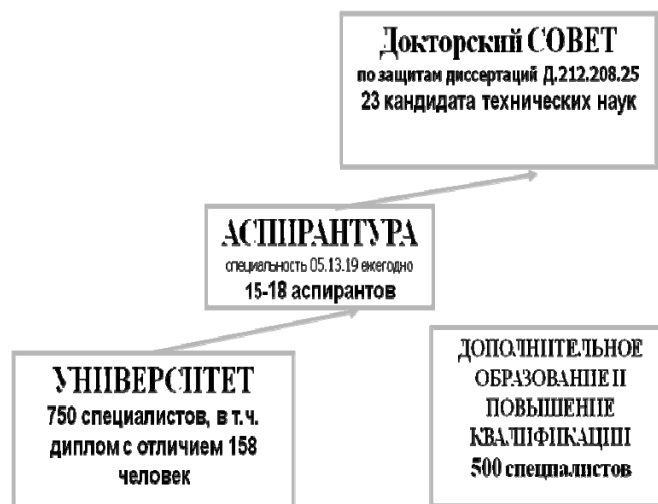 Докторский СОВЕТ
по защитам диссертаций Д.212.208.25
23 кандидата технических наук
АСПИРАНТУРА
специальность 05.13.19 ежегодно
15-18 аспирантов
УНИВЕРСИТЕТ
750 специалистов, в т.ч.
диплом с отличием 158
человек
ДОПОЛНИТЕЛЬНОЕ
ОБРАЗОВАНИЕ И
ПОВЫШЕНИЕ
КВАЛИФИКАЦИИ
500 специалистов